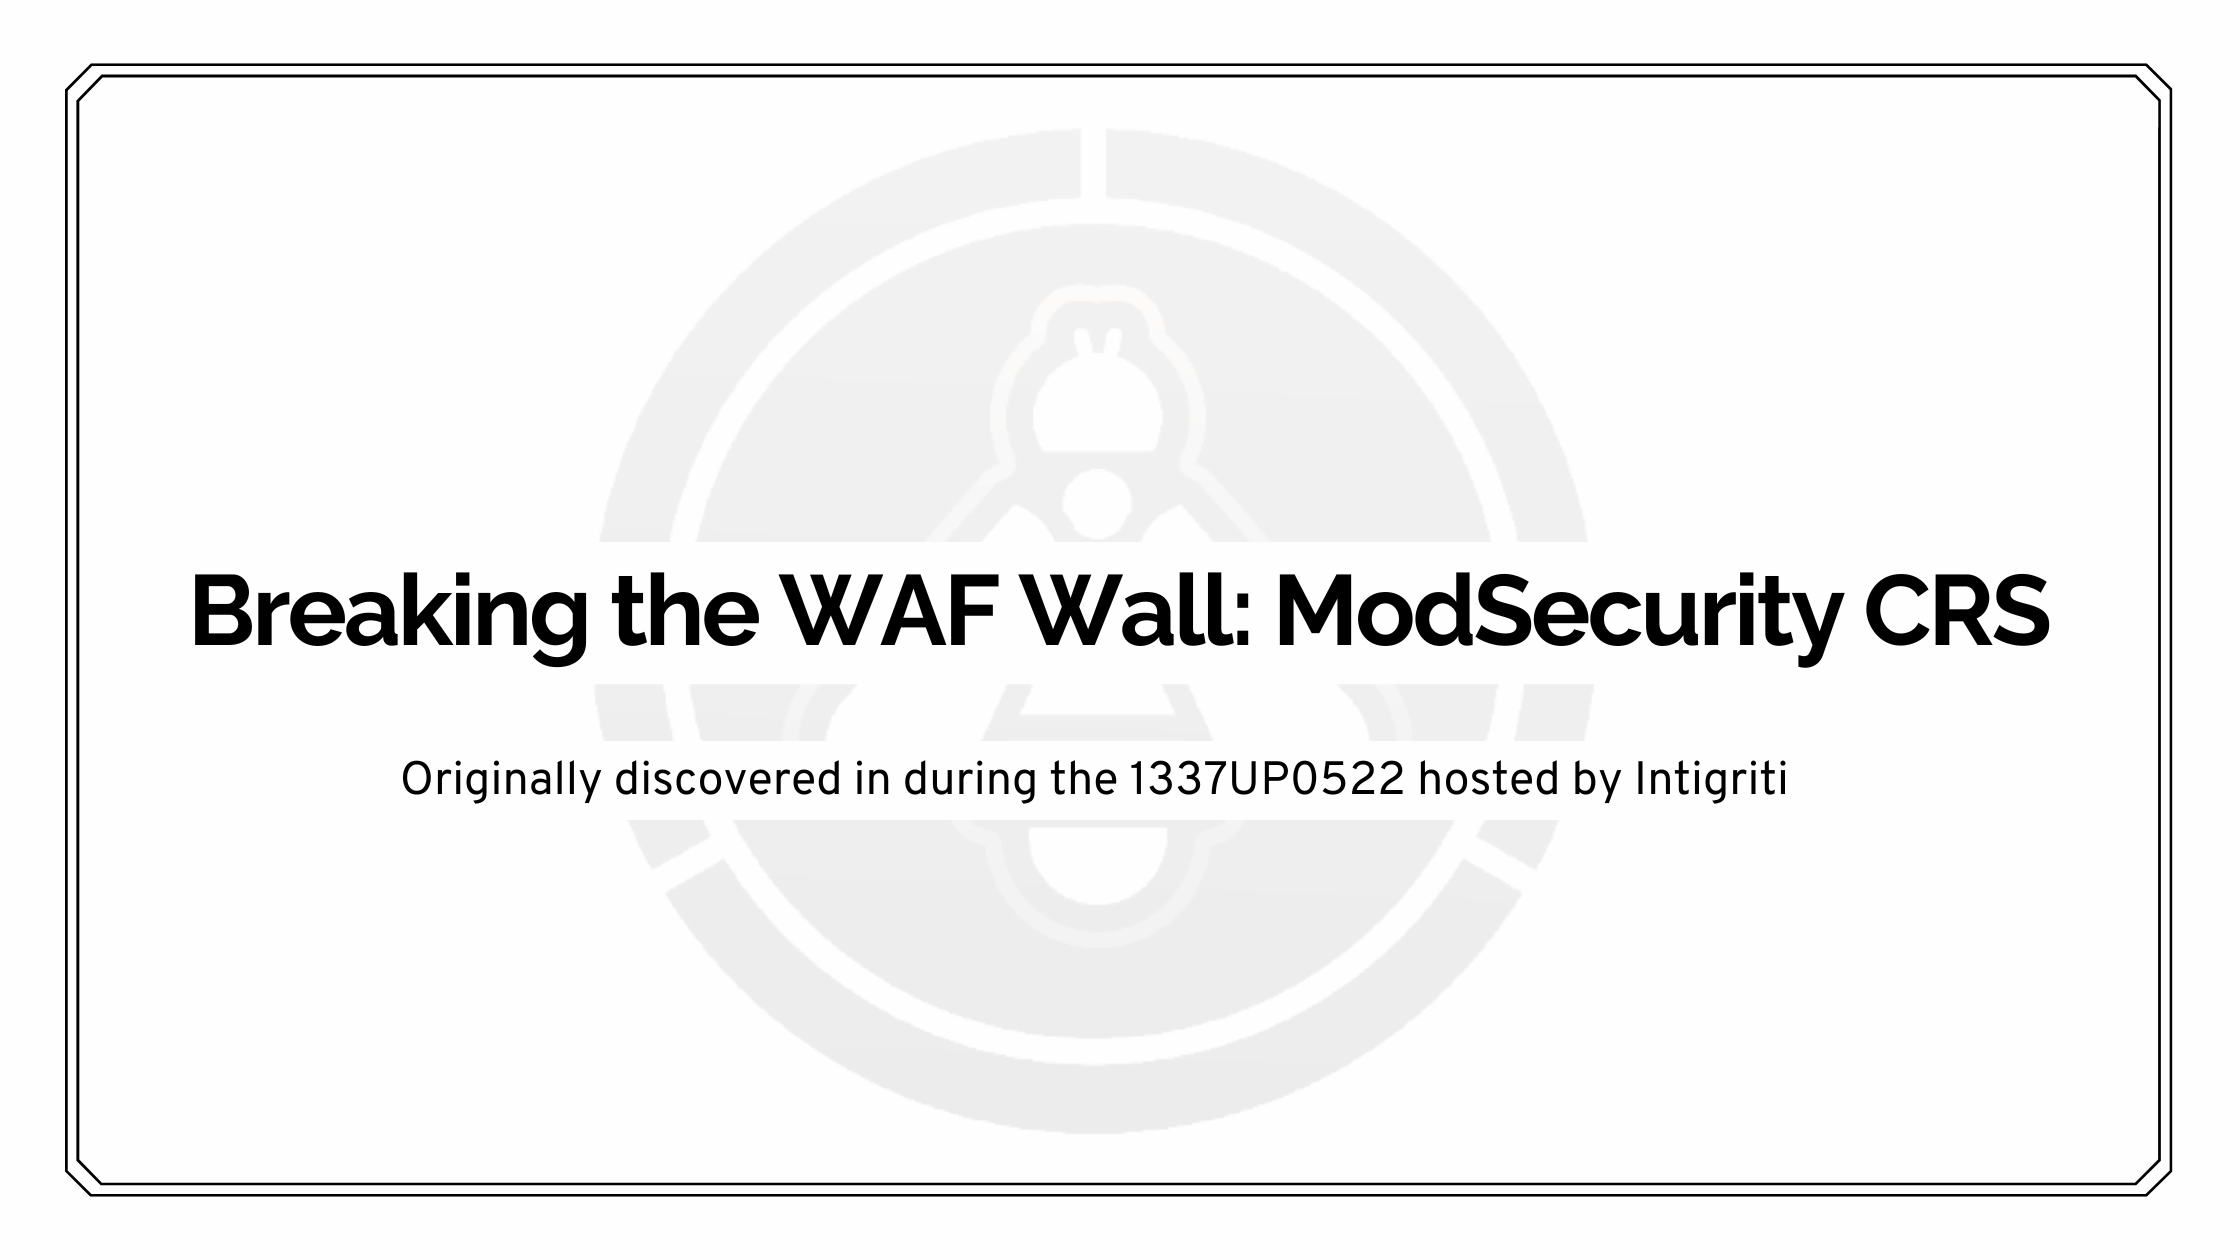 Breaking the WAF Wall: ModSecurity CRS
Originally discovered in during the 1337UP0522 hosted by Intigriti